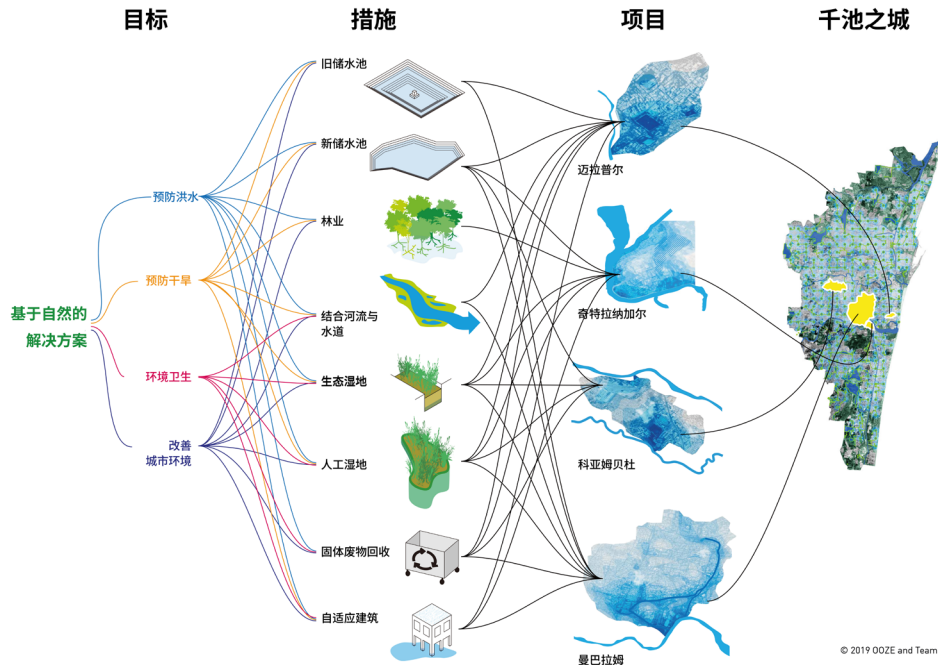 目标
措施
项目
千池之城
基于自然的
解决方案
预防洪水
预防干旱
环境卫生
改善
城市环境
旧储水池
新储水池
林业
结合河流与
水道
生态湿地
人工湿地
固体废物回收
自适应建筑
迈拉普尔
奇特拉纳加尔
科亚姆贝杜
曼巴拉姆
© 2019 OOZE and Team